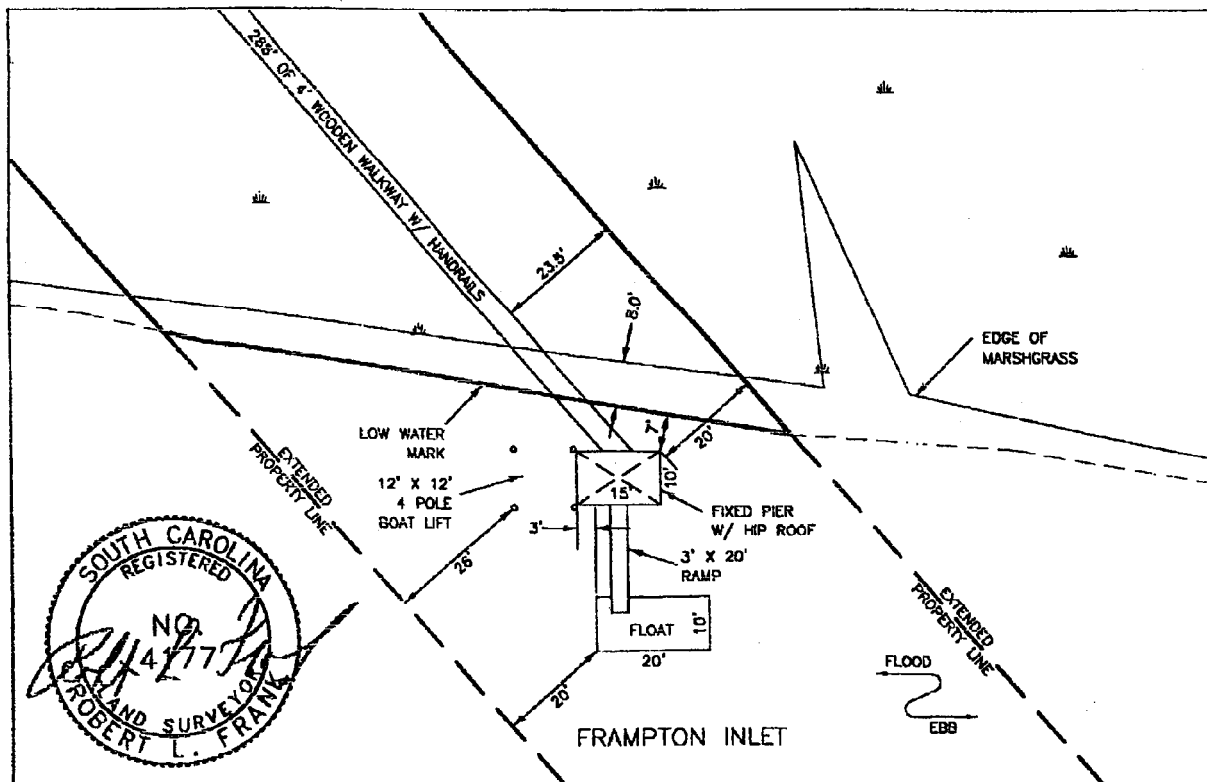 288' OF 4' WOODEN WALKWAY W/ HANDRAILS
23.5'
8.0'
EDGE OF
MARSHGRASS
LOW WATER
MARK
7'
20'
EXTENDED
PROPERTY LINE
12' X 12'
4 POLE
BOAT LIFT
15'
10'
FIXED PIER
W/ HIP ROOF
3'
26'
3' X 20'
RAMP
FLOAT
10'
20'
20'
EXTENDED
PROPERTY LINE
FLOOD
EBB
FRAMPTON INLET
SOUTH CAROLINA
REGISTERED
NO.
4177
LAND SURVEYOR
ROBERT L. FRANK